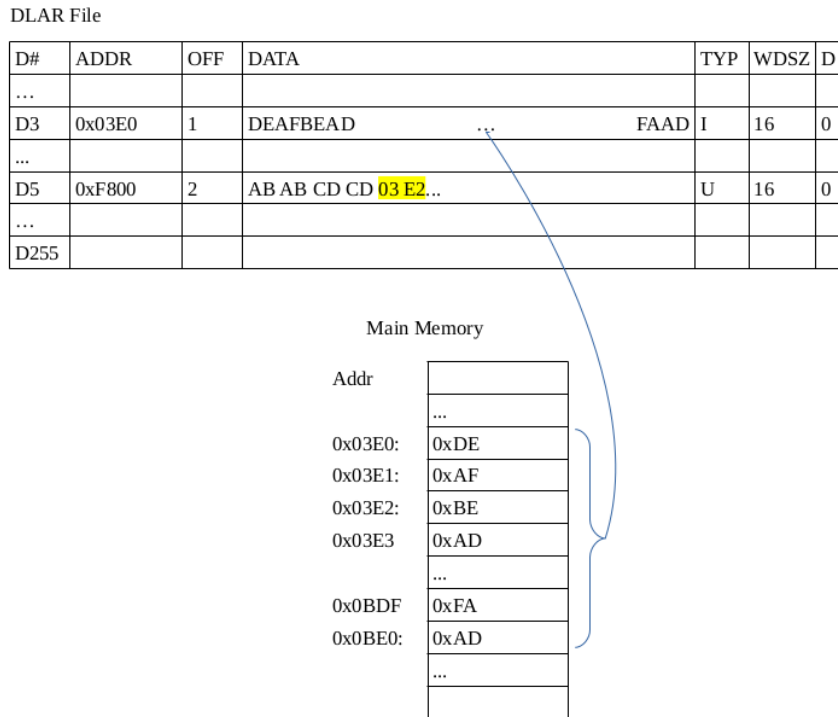 DLAR File
D# ADDR OFF DATA TYP WDSZ D
…
D3 0x03E0 1 DEAFBEAD … FAAD I 16 0
...
D5 0xF800 2 AB AB CD CD 03 E2... U 16 0
…
D255
Main Memory
Addr
...
0x03E0: 0xDE
0x03E1: 0xAF
0x03E2: 0xBE
0x03E3 0xAD
...
0x0BDF 0xFA
0x0BE0: 0xAD
...